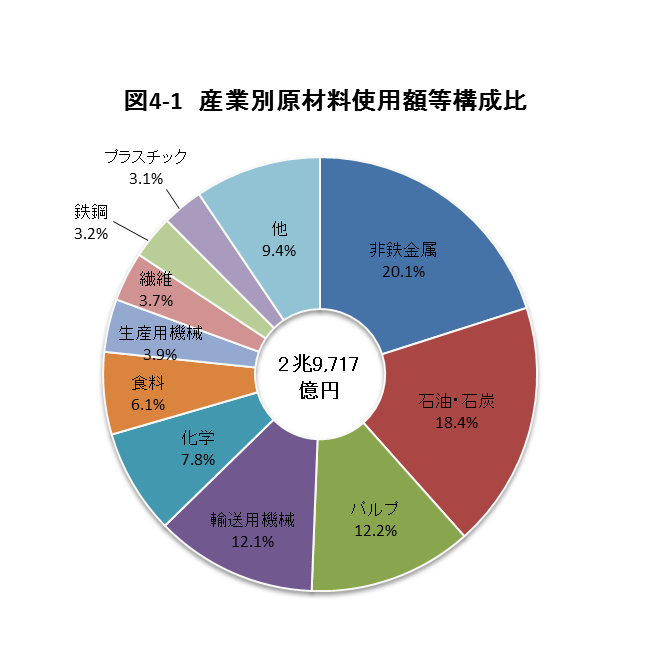 図4-1 産業別原材料使用額等構成比
プラスチック
3.1%
鉄鋼
3.2%
他
9.4%
非鉄金属
20.1%
繊維
3.7%
生産用機械
3.9%
２兆9,717
億円
食料
6.1%
石油・石炭
18.4%
化学
7.8%
パルプ
12.2%
輸送用機械
12.1%